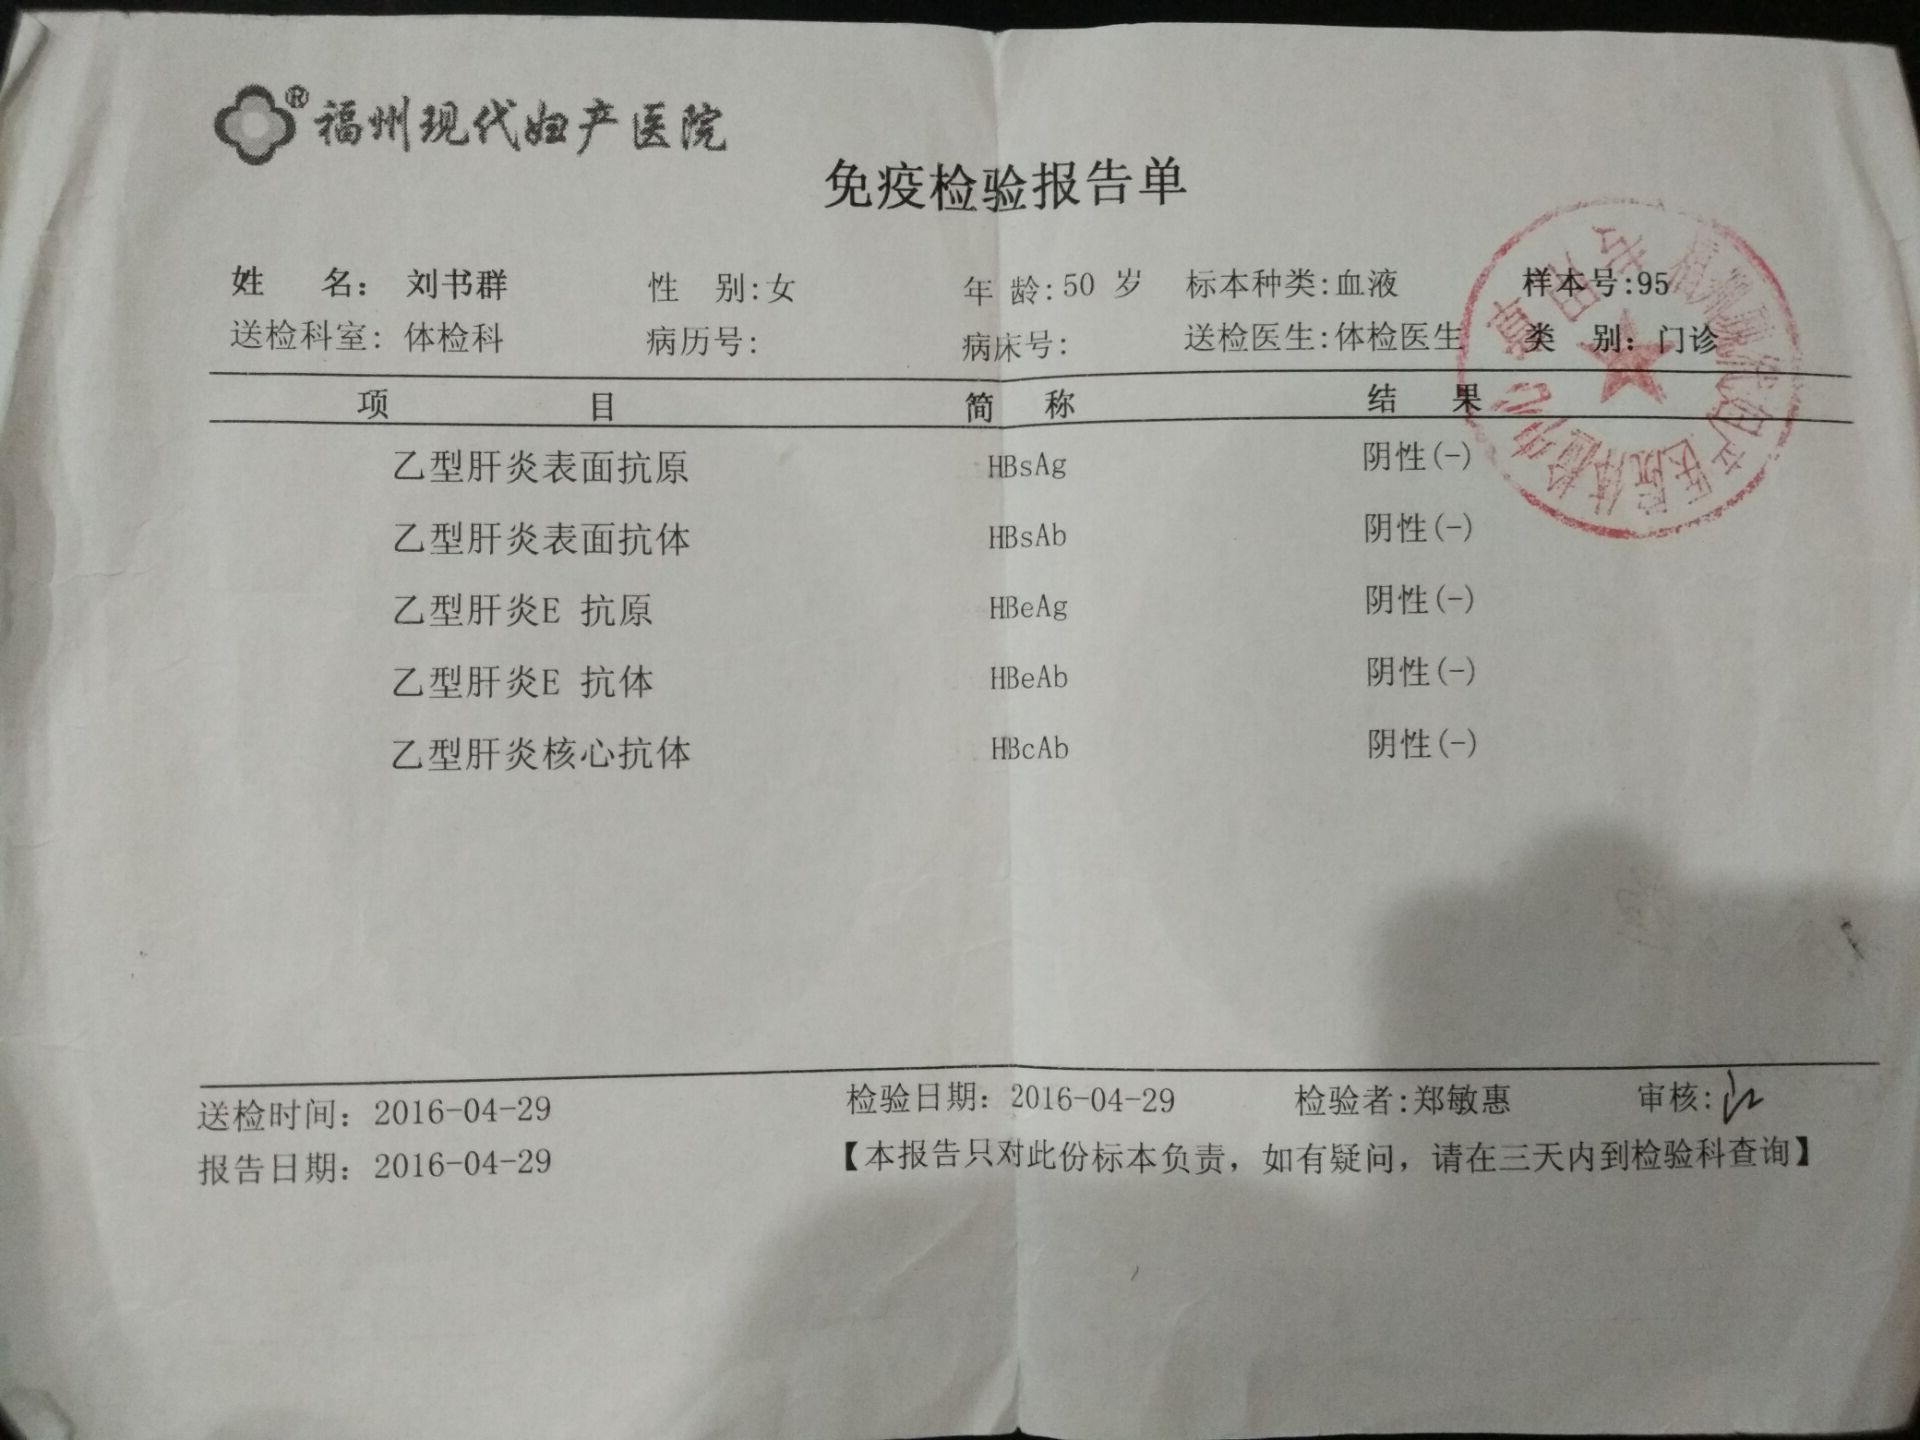 ®福州现代妇产医院
免疫检验报告单
姓 名: 刘书群 性 别:女 年 龄:50 岁 标本种类:血液 样本号:95
送检科室: 体检科 病历号: 病床号: 送检医生:体检医生 类 别: 门诊
项 目 简 称 结 果
乙型肝炎表面抗原 HBsAg 阴性(-)
乙型肝炎表面抗体 HBsAb 阴性(-)
乙型肝炎E 抗原 HBeAg 阴性(-)
乙型肝炎E 抗体 HBeAb 阴性(-)
乙型肝炎核心抗体 HBcAb 阴性(-)
送检时间: 2016-04-29 检验日期: 2016-04-29 检验者:郑敏惠 审核:
报告日期: 2016-04-29 【本报告只对此份标本负责，如有疑问，请在三天内到检验科查询】